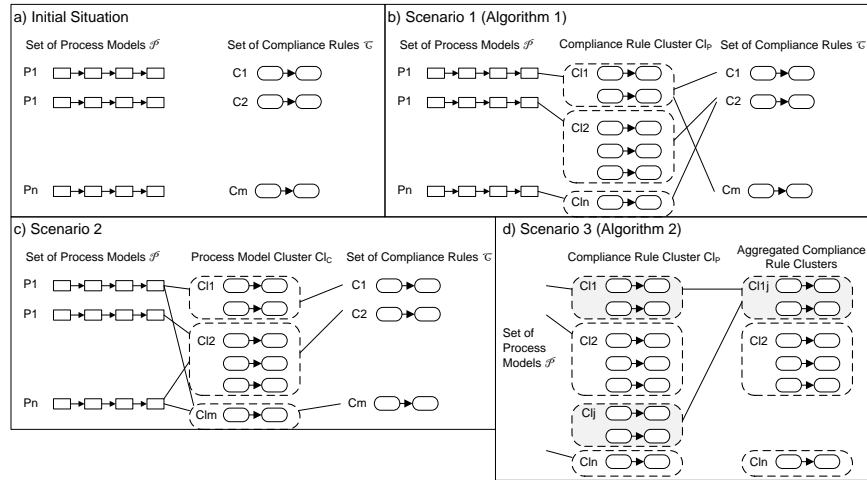 a) Initial Situation
Set of Process Models 𝒫
Set of Compliance Rules 𝒞
P1
C1
P1
C2
Pn
Cm
b) Scenario 1 (Algorithm 1)
Set of Process Models 𝒫
Compliance Rule Cluster ClP
Set of Compliance Rules 𝒞
P1
Cl1
C1
P1
Cl2
C2
Pn
Cln
Cm
c) Scenario 2
Set of Process Models 𝒫
Process Model Cluster ClC
Set of Compliance Rules 𝒞
P1
Cl1
C1
P1
Cl2
C2
Pn
Clm
Cm
d) Scenario 3 (Algorithm 2)
Compliance Rule Cluster ClP
Aggregated Compliance
Rule Clusters
Cl1
Cl1j
Set of
Process
Models 𝒫
Cl2
Cl2
Clj
Cln
Cln